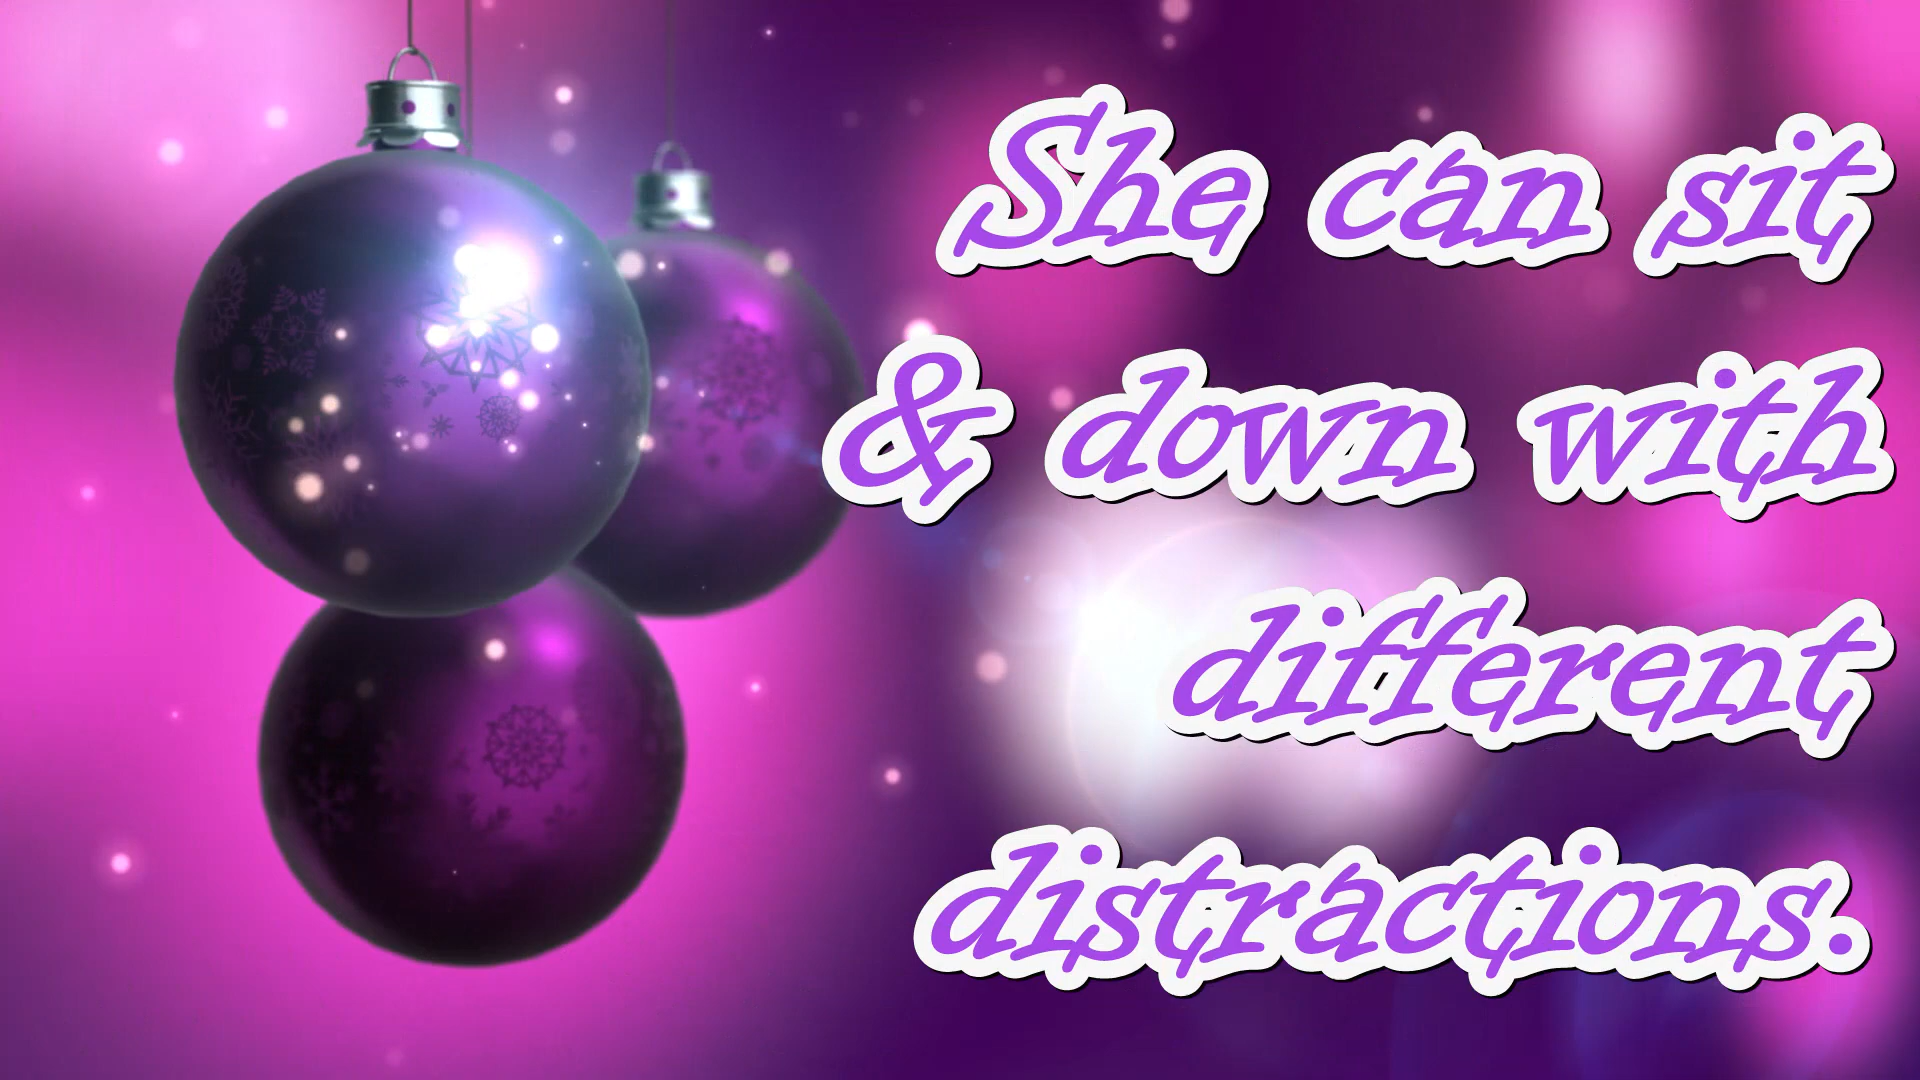 She can sit
& down with
different
distractions.